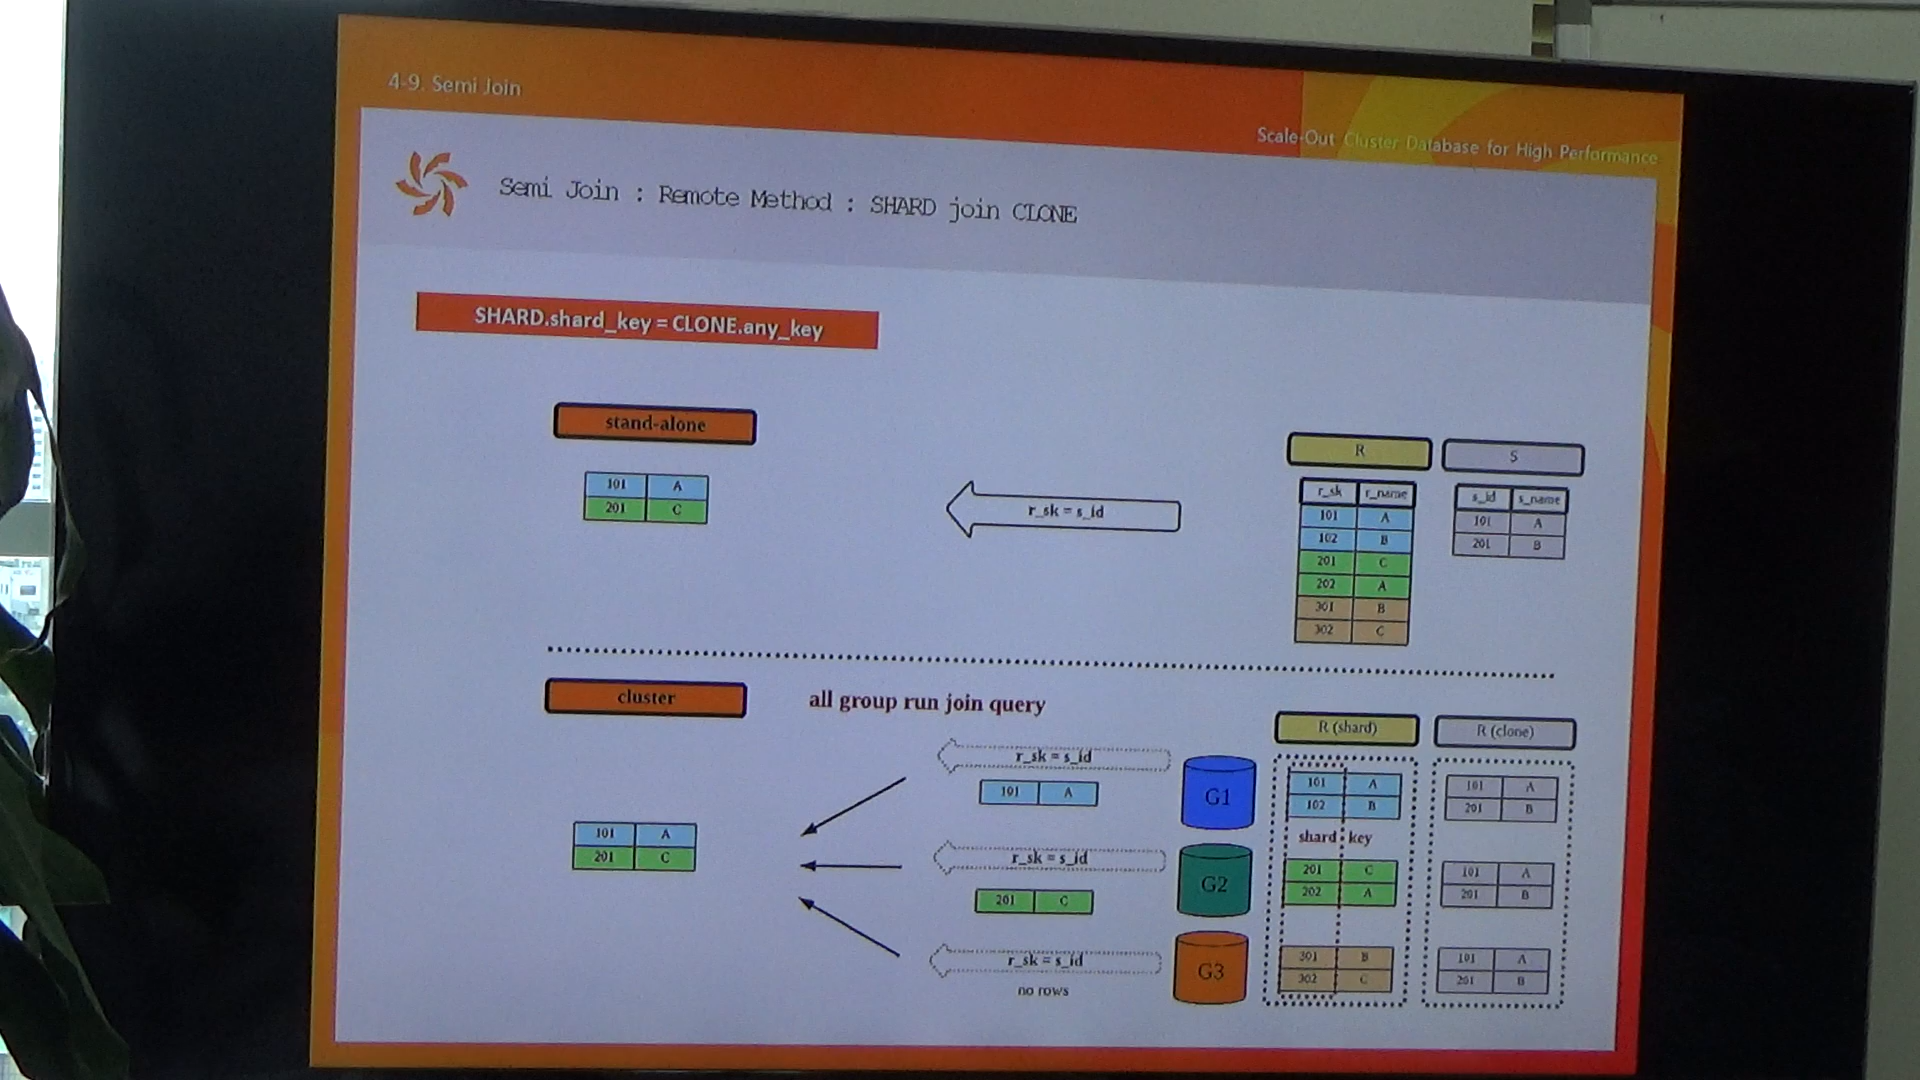 4-9. Semi Join
Scale-Out Cluster Database for High Performance
Semi Join : Remote Method : SHARD join CLONE
SHARD.shard_key = CLONE.any_key
stand-alone
101 A
201 C
r_sk = s_id
R
r_sk r_name
101 A
102 B
201 C
202 A
301 B
302 C
S
s_id s_name
101 A
201 B
cluster
all group run join query
R (shard)
R (clone)
101 A
201 C
r_sk = s_id
101 A
G1
101 A
102 B
101 A
201 B
shard key
r_sk = s_id
201 C
G2
201 C
202 A
101 A
201 B
r_sk = s_id
no rows
G3
301 B
302 C
101 A
201 B